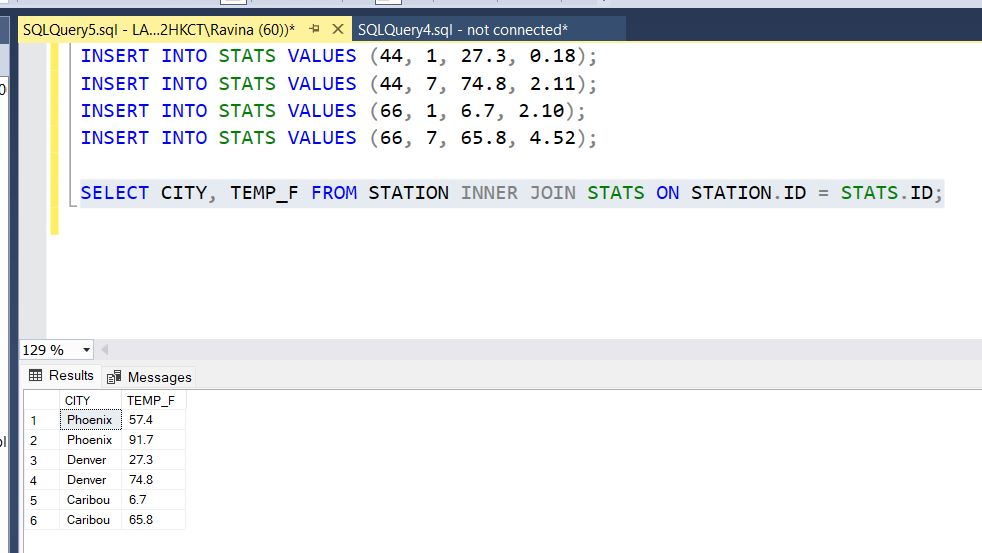 SQLQuery5.sql - LA...2HKCT\Ravina (60))* SQLQuery4.sql - not connected*
INSERT INTO STATS VALUES (44, 1, 27.3, 0.18);
INSERT INTO STATS VALUES (44, 7, 74.8, 2.11);
INSERT INTO STATS VALUES (66, 1, 6.7, 2.10);
INSERT INTO STATS VALUES (66, 7, 65.8, 4.52);
SELECT CITY, TEMP_F FROM STATION INNER JOIN STATS ON STATION.ID = STATS.ID;
129 %
Results Messages
CITY TEMP_F
1 Phoenix 57.4
2 Phoenix 91.7
3 Denver 27.3
4 Denver 74.8
5 Caribou 6.7
6 Caribou 65.8